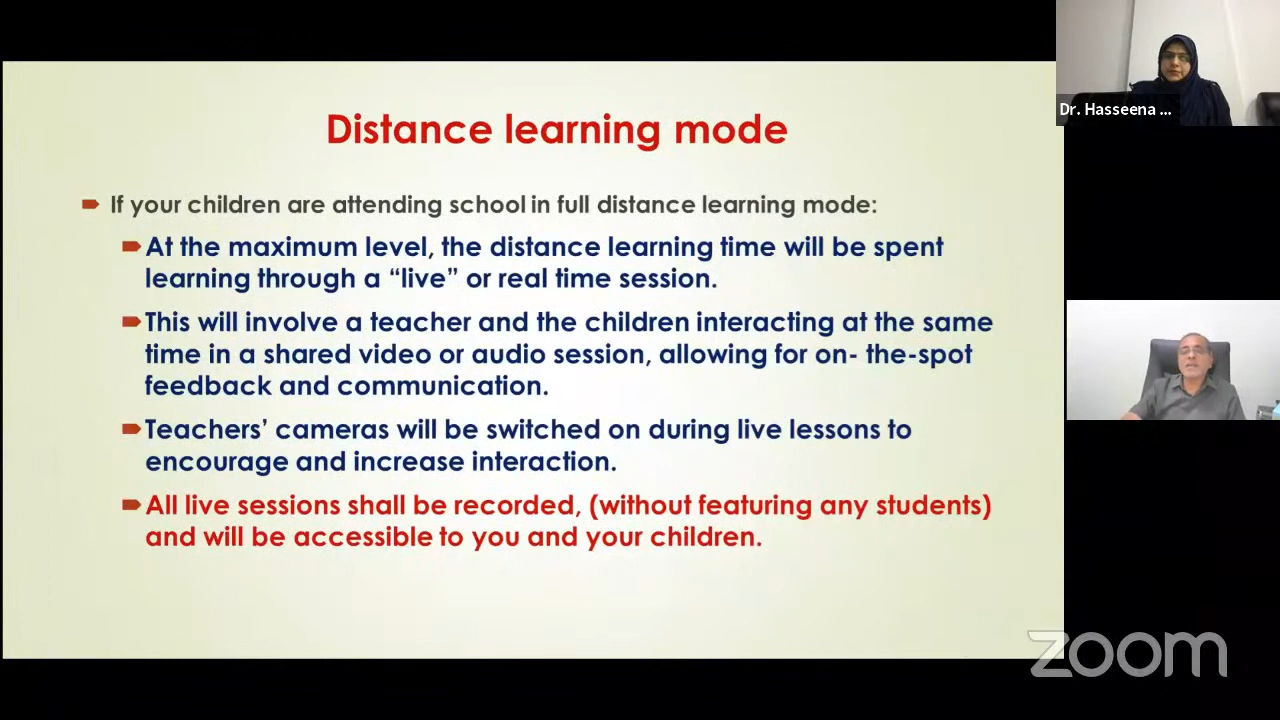 Distance learning mode
If your children are attending school in full distance learning mode:
At the maximum level, the distance learning time will be spent
learning through a “live” or real time session.
This will involve a teacher and the children interacting at the same
time in a shared video or audio session, allowing for on- the-spot
feedback and communication.
Teachers’ cameras will be switched on during live lessons to
encourage and increase interaction.
All live sessions shall be recorded, (without featuring any students)
and will be accessible to you and your children.
Dr. Hasseena ...
zoom